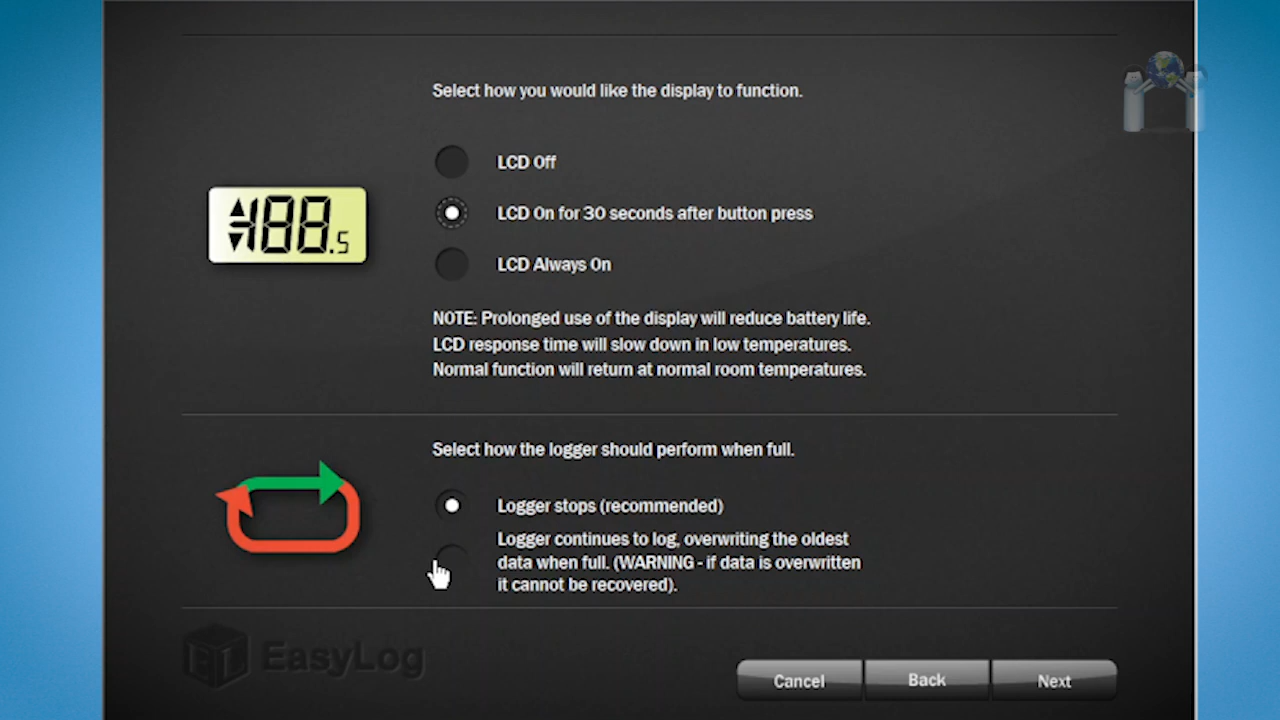 Select how you would like the display to function.
LCD Off
188.5
LCD On for 30 seconds after button press
LCD Always On
NOTE: Prolonged use of the display will reduce battery life.
LCD response time will slow down in low temperatures.
Normal function will return at normal room temperatures.
Select how the logger should perform when full.
Logger stops (recommended)
Logger continues to log, overwriting the oldest
data when full. (WARNING - if data is overwritten
it cannot be recovered).
EL EasyLog
Cancel
Back
Next